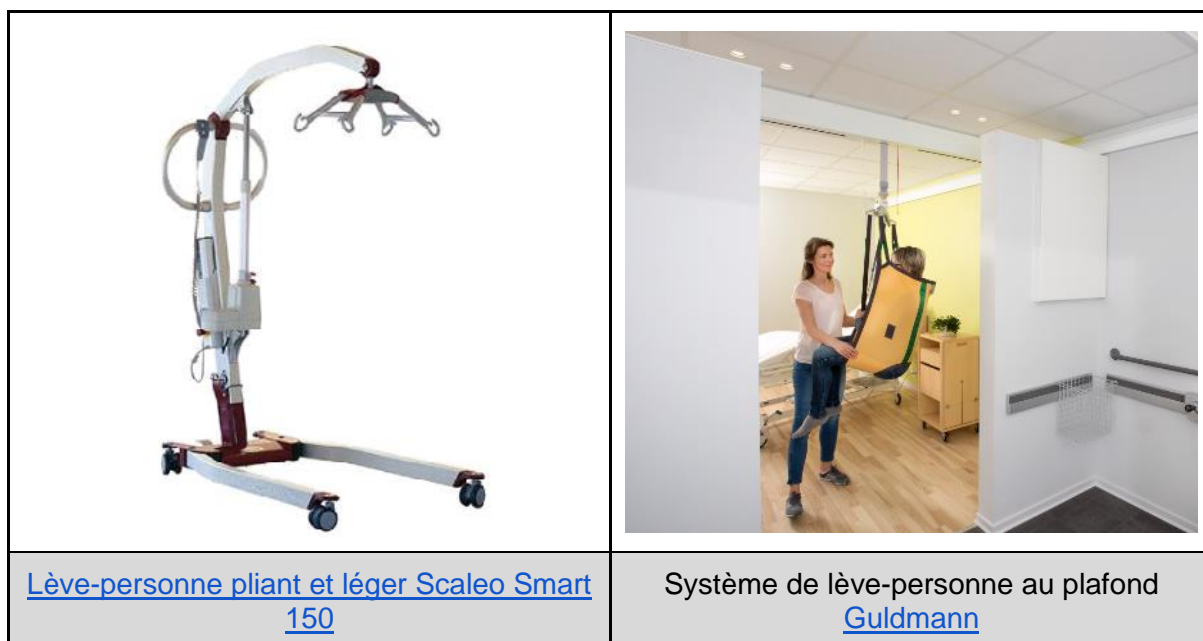 Lève-personne pliant et léger Scaleo Smart
150
Système de lève-personne au plafond
Guldmann